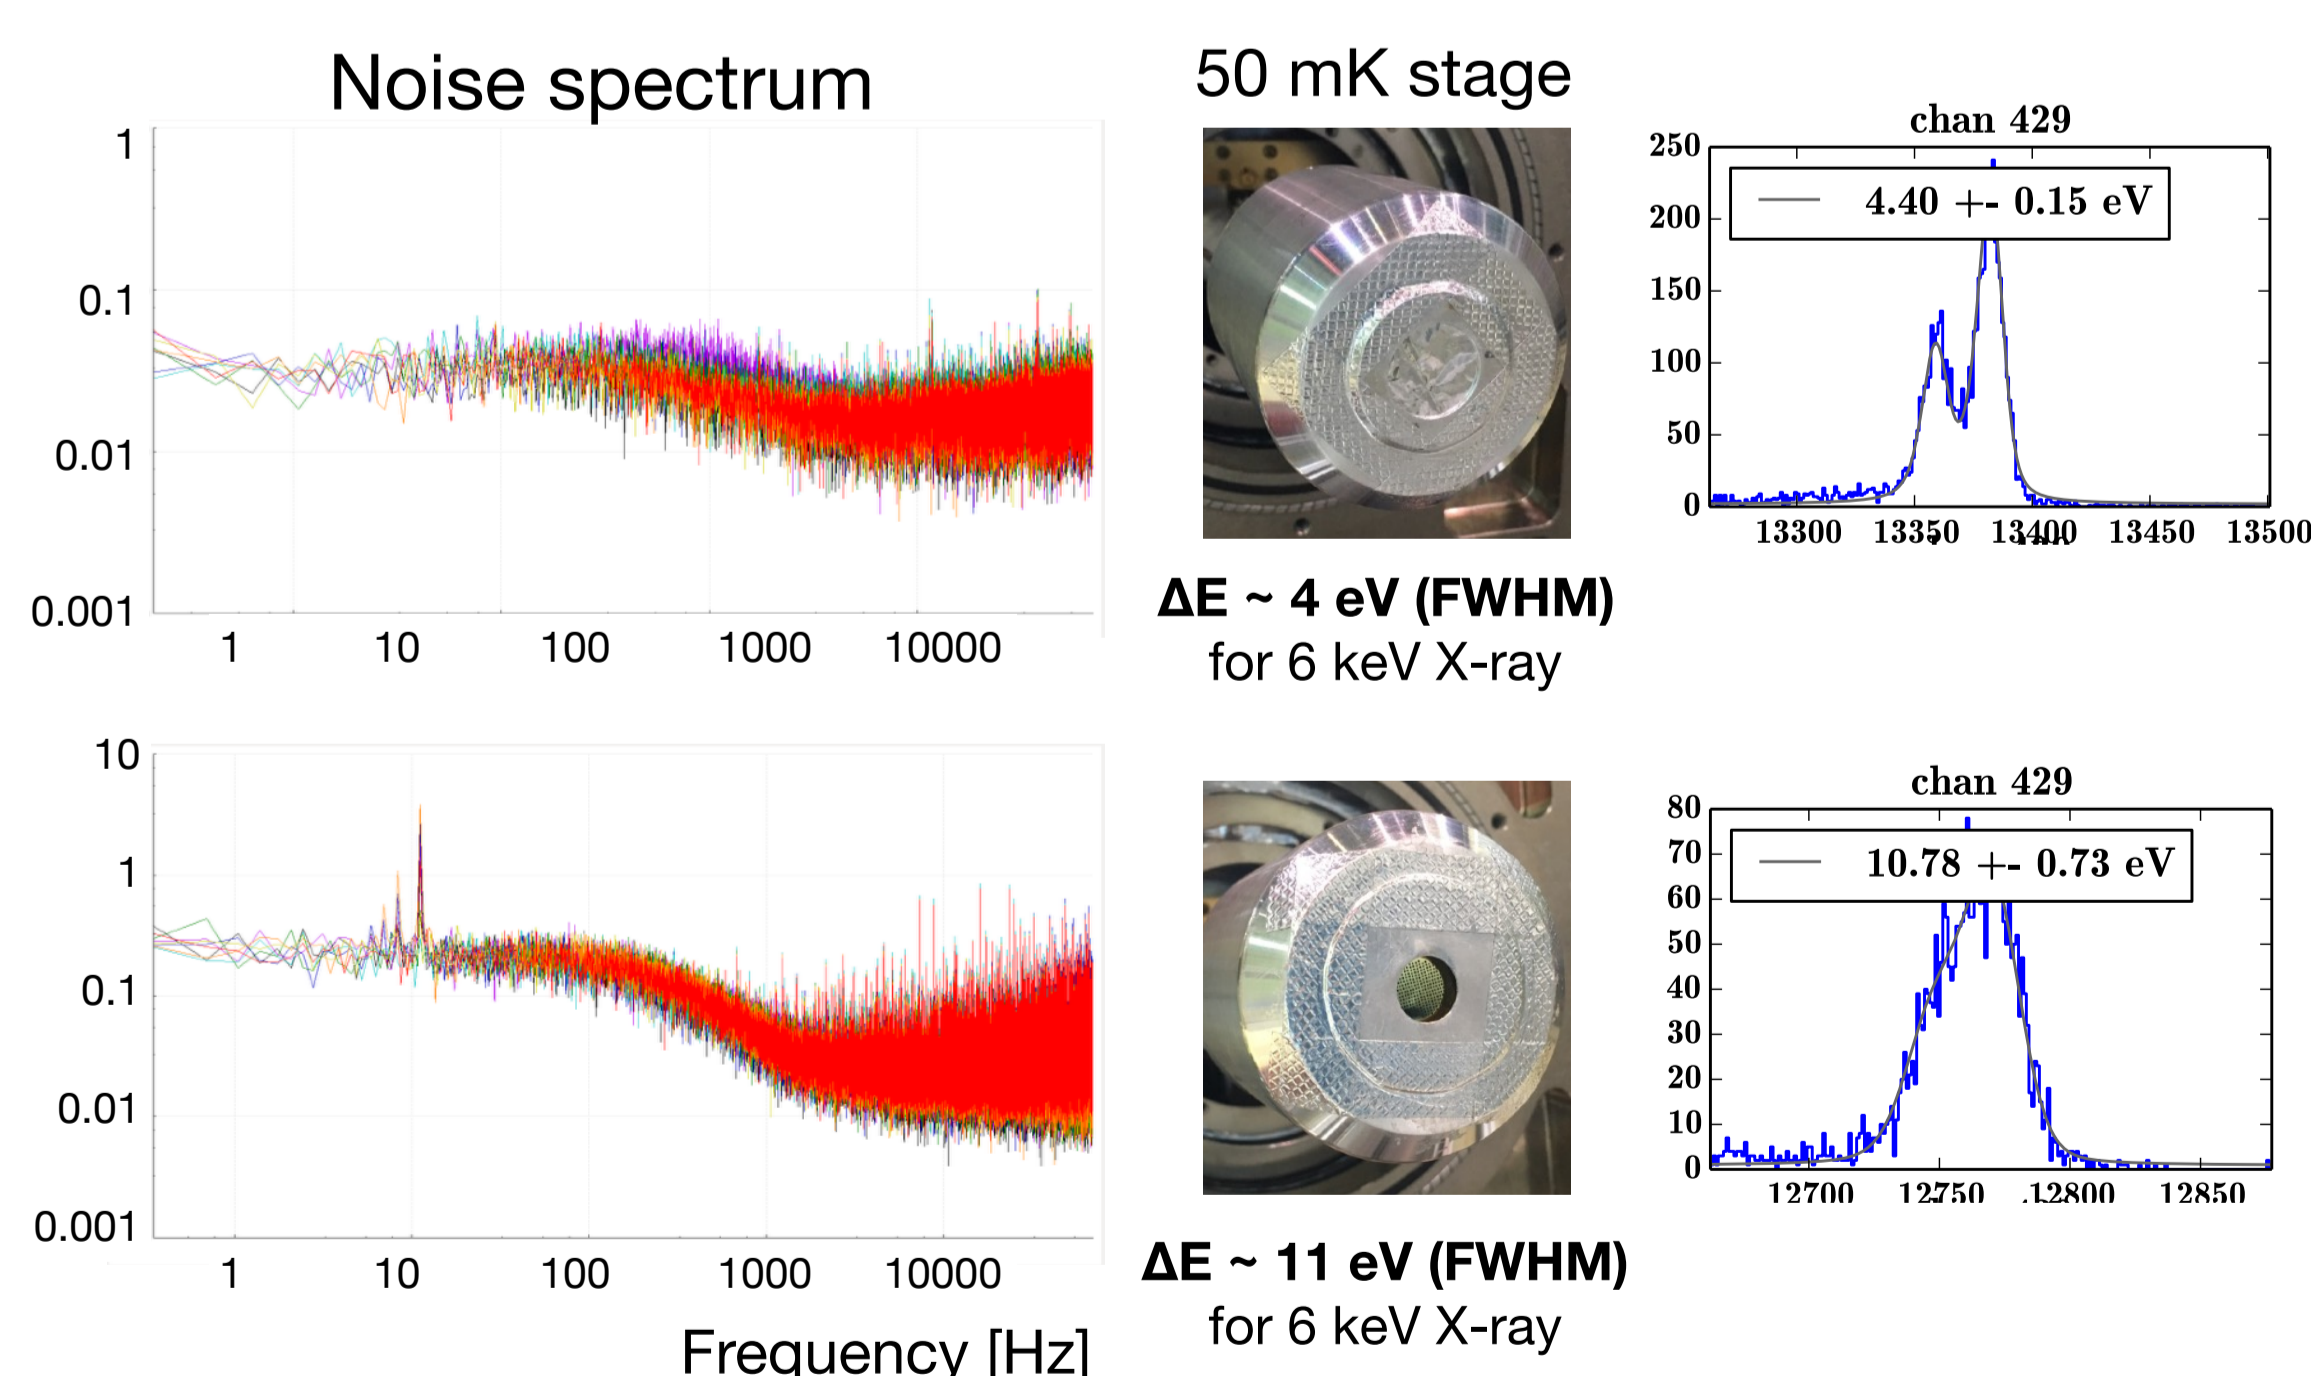 Noise spectrum
1
0.1
0.01
0.001
1 10 100 1000 10000
50 mK stage
ΔE ~ 4 eV (FWHM)
for 6 keV X-ray
chan 429
4.40 +- 0.15 eV
250
200
150
100
50
0
13300 13350 13400 13450 13500
10
1
0.1
0.01
0.001
1 10 100 1000 10000
Frequency [Hz]
ΔE ~ 11 eV (FWHM)
for 6 keV X-ray
chan 429
10.78 +- 0.73 eV
80
70
60
50
40
30
20
10
0
12700 12750 12800 12850